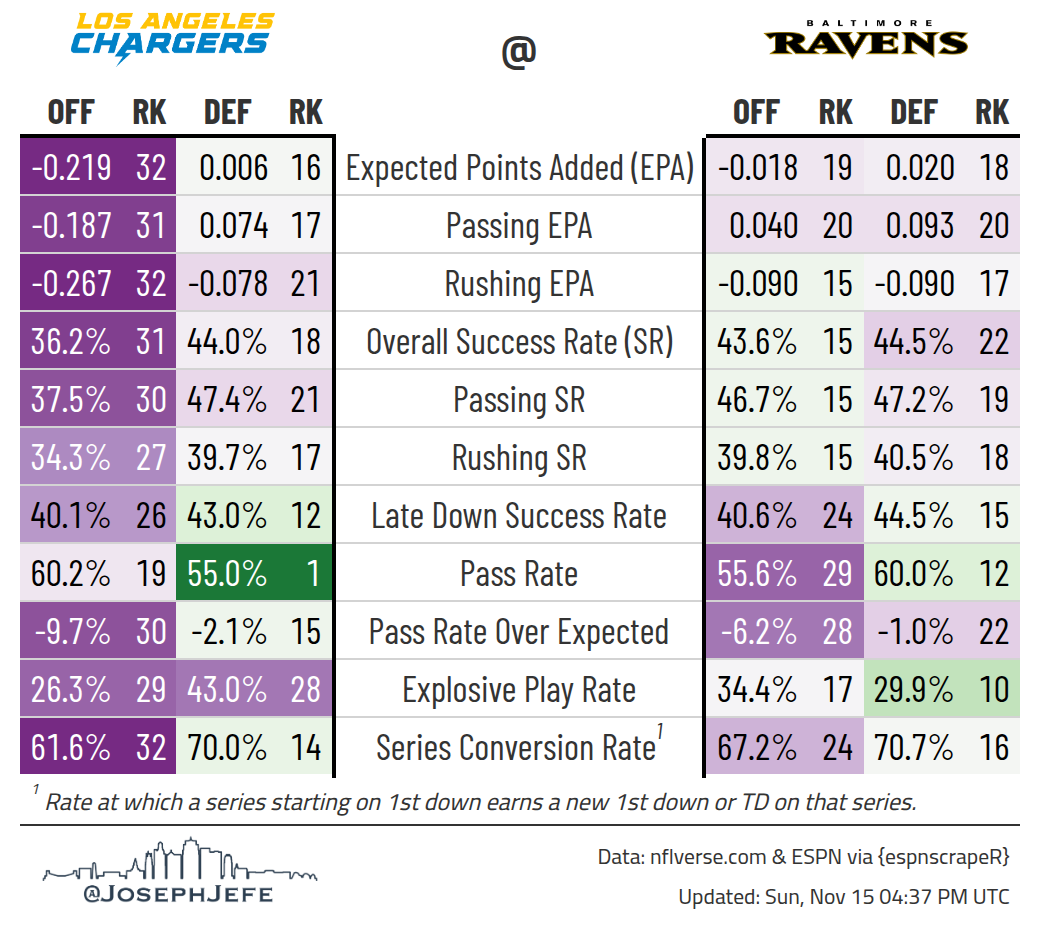 LOS ANGELES
CHARGERS
@
BALTIMORE
RAVENS
OFF RK DEF RK OFF RK DEF RK
-0.219 32 0.006 16 Expected Points Added (EPA) -0.018 19 0.020 18
-0.187 31 0.074 17 Passing EPA 0.040 20 0.093 20
-0.267 32 -0.078 21 Rushing EPA -0.090 15 -0.090 17
36.2% 31 44.0% 18 Overall Success Rate (SR) 43.6% 15 44.5% 22
37.5% 30 47.4% 21 Passing SR 46.7% 15 47.2% 19
34.3% 27 39.7% 17 Rushing SR 39.8% 15 40.5% 18
40.1% 26 43.0% 12 Late Down Success Rate 40.6% 24 44.5% 15
60.2% 19 55.0% 1 Pass Rate 55.6% 29 60.0% 12
-9.7% 30 -2.1% 15 Pass Rate Over Expected -6.2% 28 -1.0% 22
26.3% 29 43.0% 28 Explosive Play Rate 34.4% 17 29.9% 10
61.6% 32 70.0% 14 Series Conversion Rate¹ 67.2% 24 70.7% 16
¹ Rate at which a series starting on 1st down earns a new 1st down or TD on that series.
@JosephJefe
Data: nflverse.com & ESPN via {espnscrapeR}
Updated: Sun, Nov 15 04:37 PM UTC